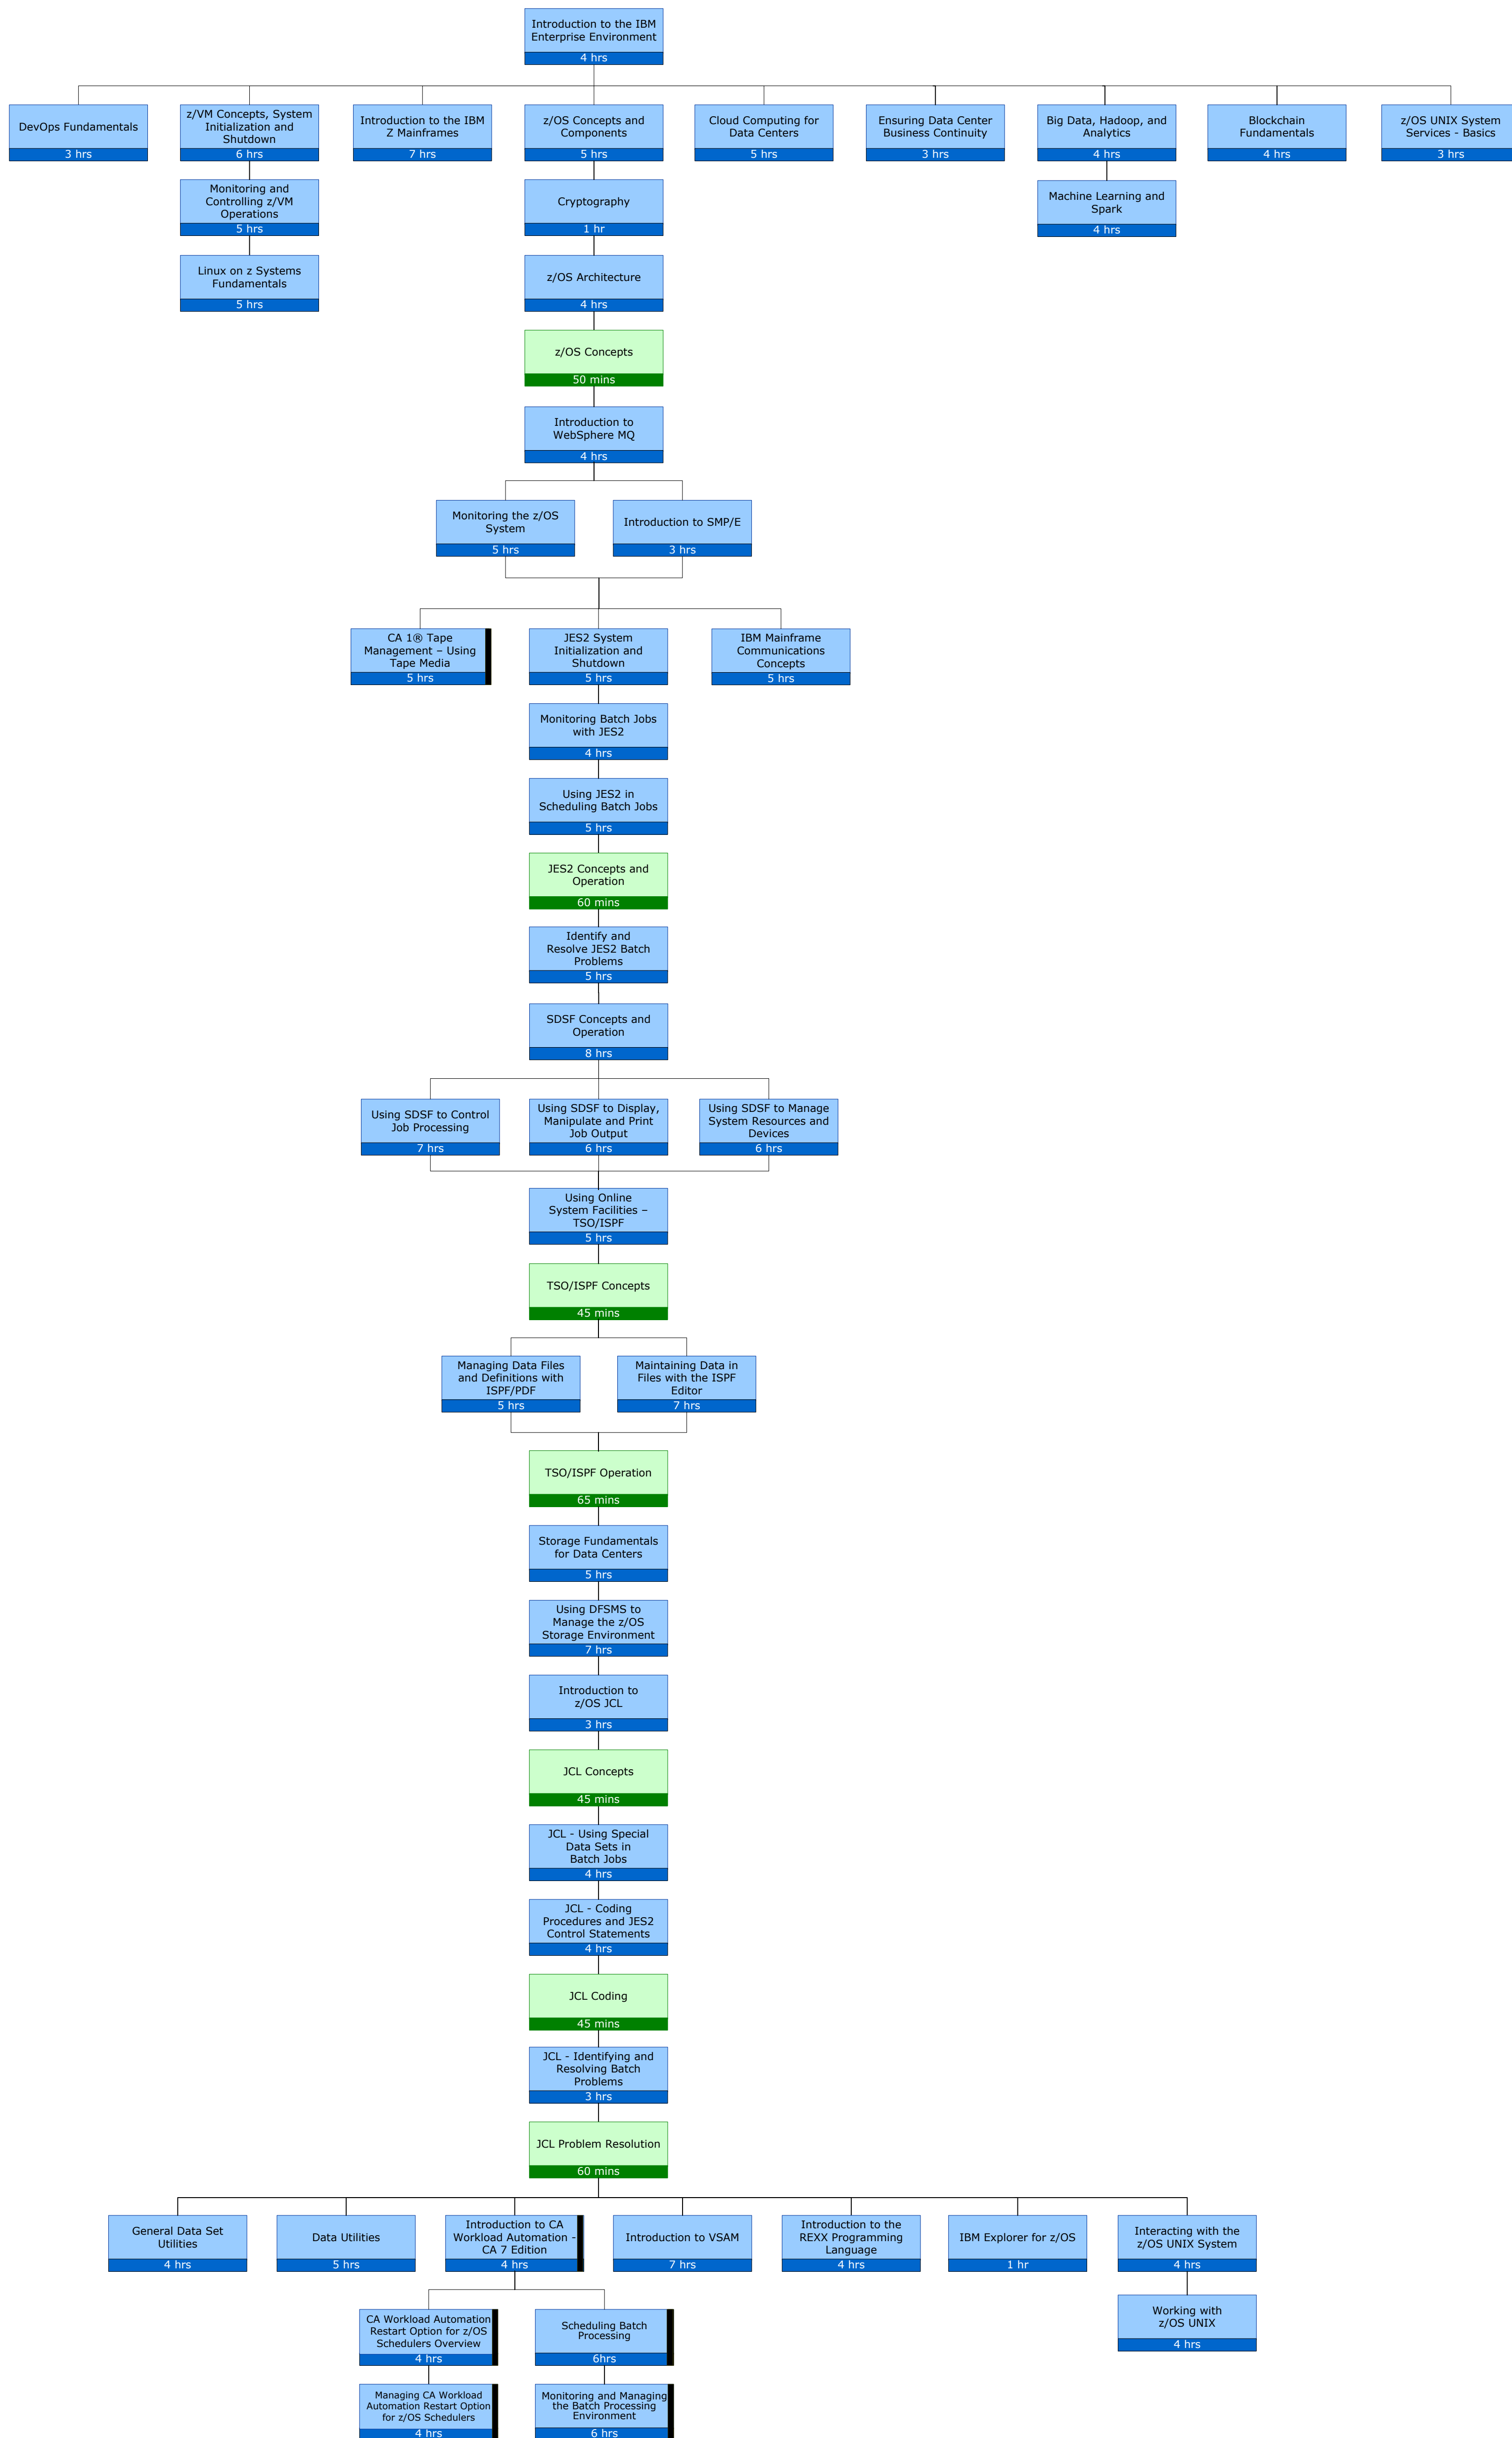 Introduction to the IBM
Enterprise Environment
4 hrs
DevOps Fundamentals
3 hrs
z/VM Concepts, System
Initialization and
Shutdown
6 hrs
Introduction to the IBM
Z Mainframes
7 hrs
z/OS Concepts and
Components
5 hrs
Cloud Computing for
Data Centers
5 hrs
Ensuring Data Center
Business Continuity
3 hrs
Big Data, Hadoop, and
Analytics
4 hrs
Blockchain
Fundamentals
4 hrs
z/OS UNIX System
Services - Basics
3 hrs
Monitoring and
Controlling z/VM
Operations
5 hrs
Cryptography
1 hr
Machine Learning and
Spark
4 hrs
Linux on z Systems
Fundamentals
5 hrs
z/OS Architecture
4 hrs
z/OS Concepts
50 mins
Introduction to
WebSphere MQ
4 hrs
Monitoring the z/OS
System
5 hrs
Introduction to SMP/E
3 hrs
CA 1® Tape
Management – Using
Tape Media
5 hrs
JES2 System
Initialization and
Shutdown
5 hrs
IBM Mainframe
Communications
Concepts
5 hrs
Monitoring Batch Jobs
with JES2
4 hrs
Using JES2 in
Scheduling Batch Jobs
5 hrs
JES2 Concepts and
Operation
60 mins
Identify and
Resolve JES2 Batch
Problems
5 hrs
SDSF Concepts and
Operation
8 hrs
Using SDSF to Control
Job Processing
7 hrs
Using SDSF to Display,
Manipulate and Print
Job Output
6 hrs
Using SDSF to Manage
System Resources and
Devices
6 hrs
Using Online
System Facilities –
TSO/ISPF
5 hrs
TSO/ISPF Concepts
45 mins
Managing Data Files
and Definitions with
ISPF/PDF
5 hrs
Maintaining Data in
Files with the ISPF
Editor
7 hrs
TSO/ISPF Operation
65 mins
Storage Fundamentals
for Data Centers
5 hrs
Using DFSMS to
Manage the z/OS
Storage Environment
7 hrs
Introduction to
z/OS JCL
3 hrs
JCL Concepts
45 mins
JCL - Using Special
Data Sets in
Batch Jobs
4 hrs
JCL - Coding
Procedures and JES2
Control Statements
4 hrs
JCL Coding
45 mins
JCL - Identifying and
Resolving Batch
Problems
3 hrs
JCL Problem Resolution
60 mins
General Data Set
Utilities
4 hrs
Data Utilities
5 hrs
Introduction to CA
Workload Automation -
CA 7 Edition
4 hrs
Introduction to VSAM
7 hrs
Introduction to the
REXX Programming
Language
4 hrs
IBM Explorer for z/OS
1 hr
Interacting with the
z/OS UNIX System
4 hrs
CA Workload Automation
Restart Option for z/OS
Schedulers Overview
4 hrs
Scheduling Batch
Processing
6hrs
Working with
z/OS UNIX
4 hrs
Managing CA Workload
Automation Restart Option
for z/OS Schedulers
4 hrs
Monitoring and Managing
the Batch Processing
Environment
6 hrs